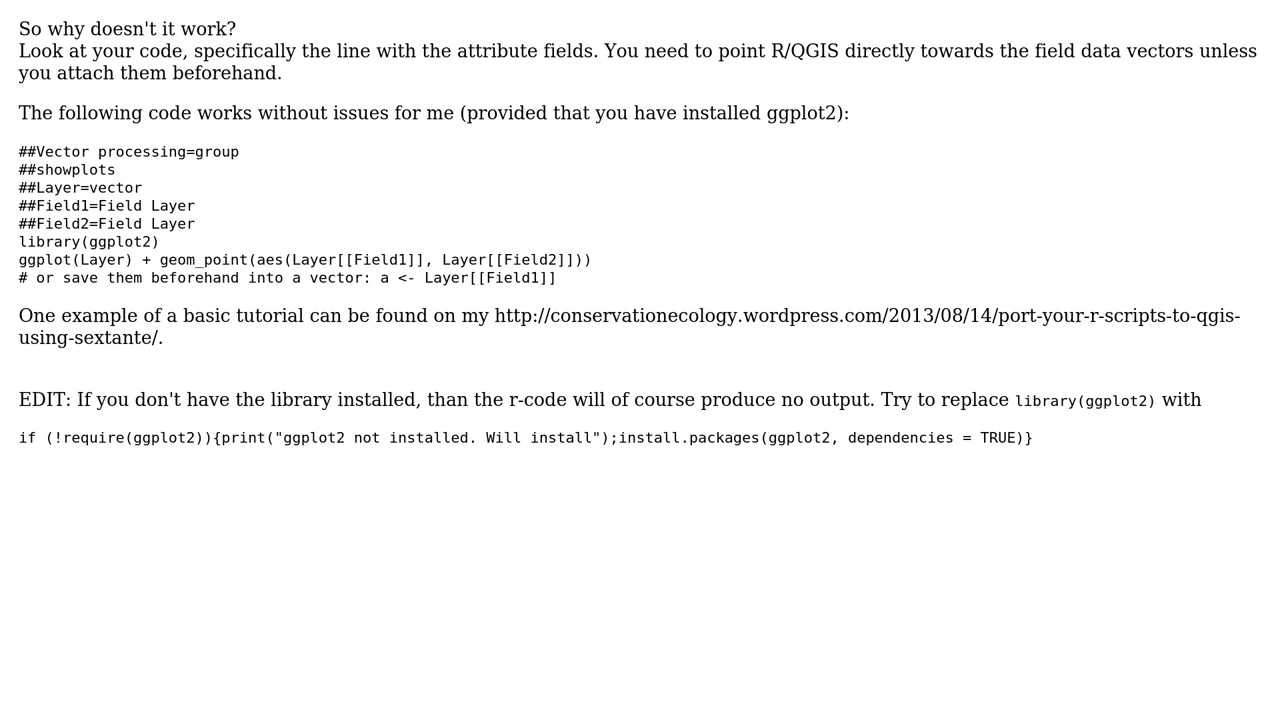 So why doesn't it work?
Look at your code, specifically the line with the attribute fields. You need to point R/QGIS directly towards the field data vectors unless
you attach them beforehand.
The following code works without issues for me (provided that you have installed ggplot2):
##Vector processing=group
##showplots
##Layer=vector
##Field1=Field Layer
##Field2=Field Layer
library(ggplot2)
ggplot(Layer) + geom_point(aes(Layer[[Field1]], Layer[[Field2]]))
# or save them beforehand into a vector: a <- Layer[[Field1]]
One example of a basic tutorial can be found on my http://conservationecology.wordpress.com/2013/08/14/port-your-r-scripts-to-qgis-
using-sextante/.
EDIT: If you don't have the library installed, than the r-code will of course produce no output. Try to replace library(ggplot2) with
if (!require(ggplot2)){print("ggplot2 not installed. Will install");install.packages(ggplot2, dependencies = TRUE)}